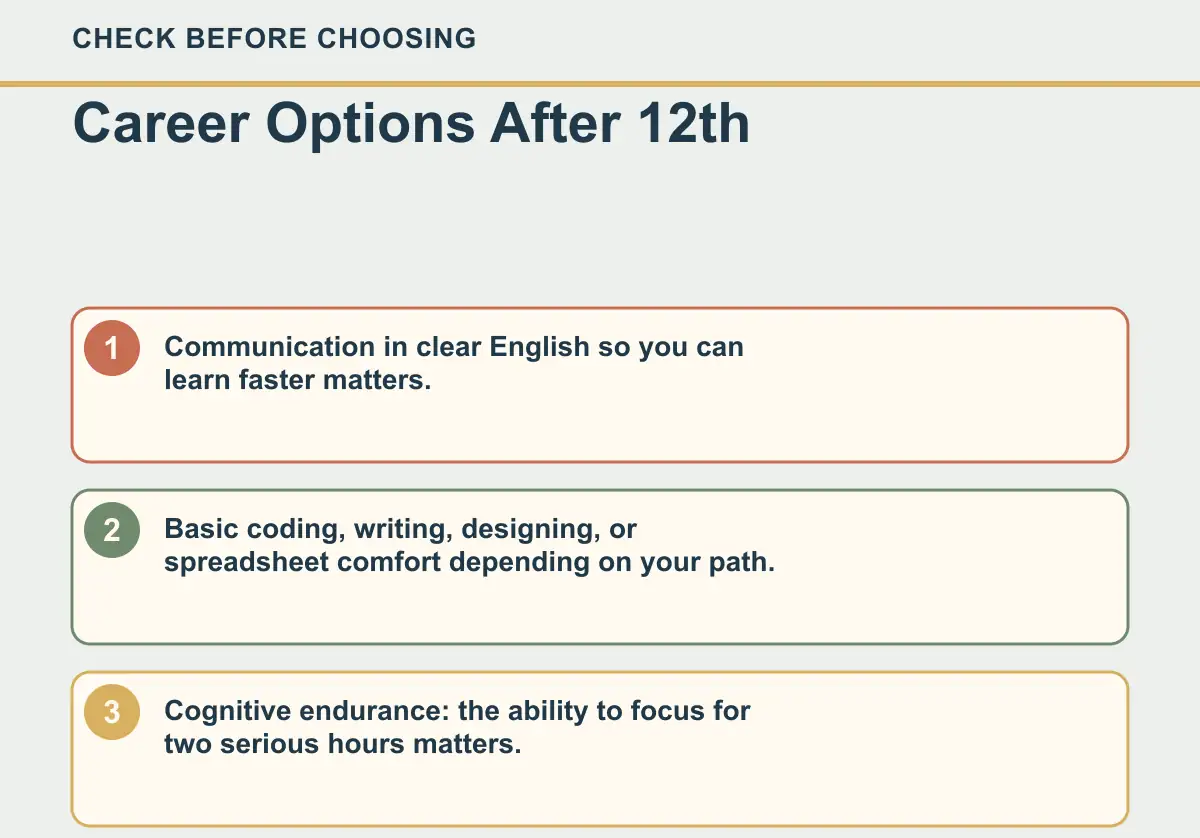 CHECK BEFORE CHOOSING
Career Options After 12th
1
Communication in clear English so you can
learn faster matters.
2
Basic coding, writing, designing, or
spreadsheet comfort depending on your path.
3
Cognitive endurance: the ability to focus for
two serious hours matters.